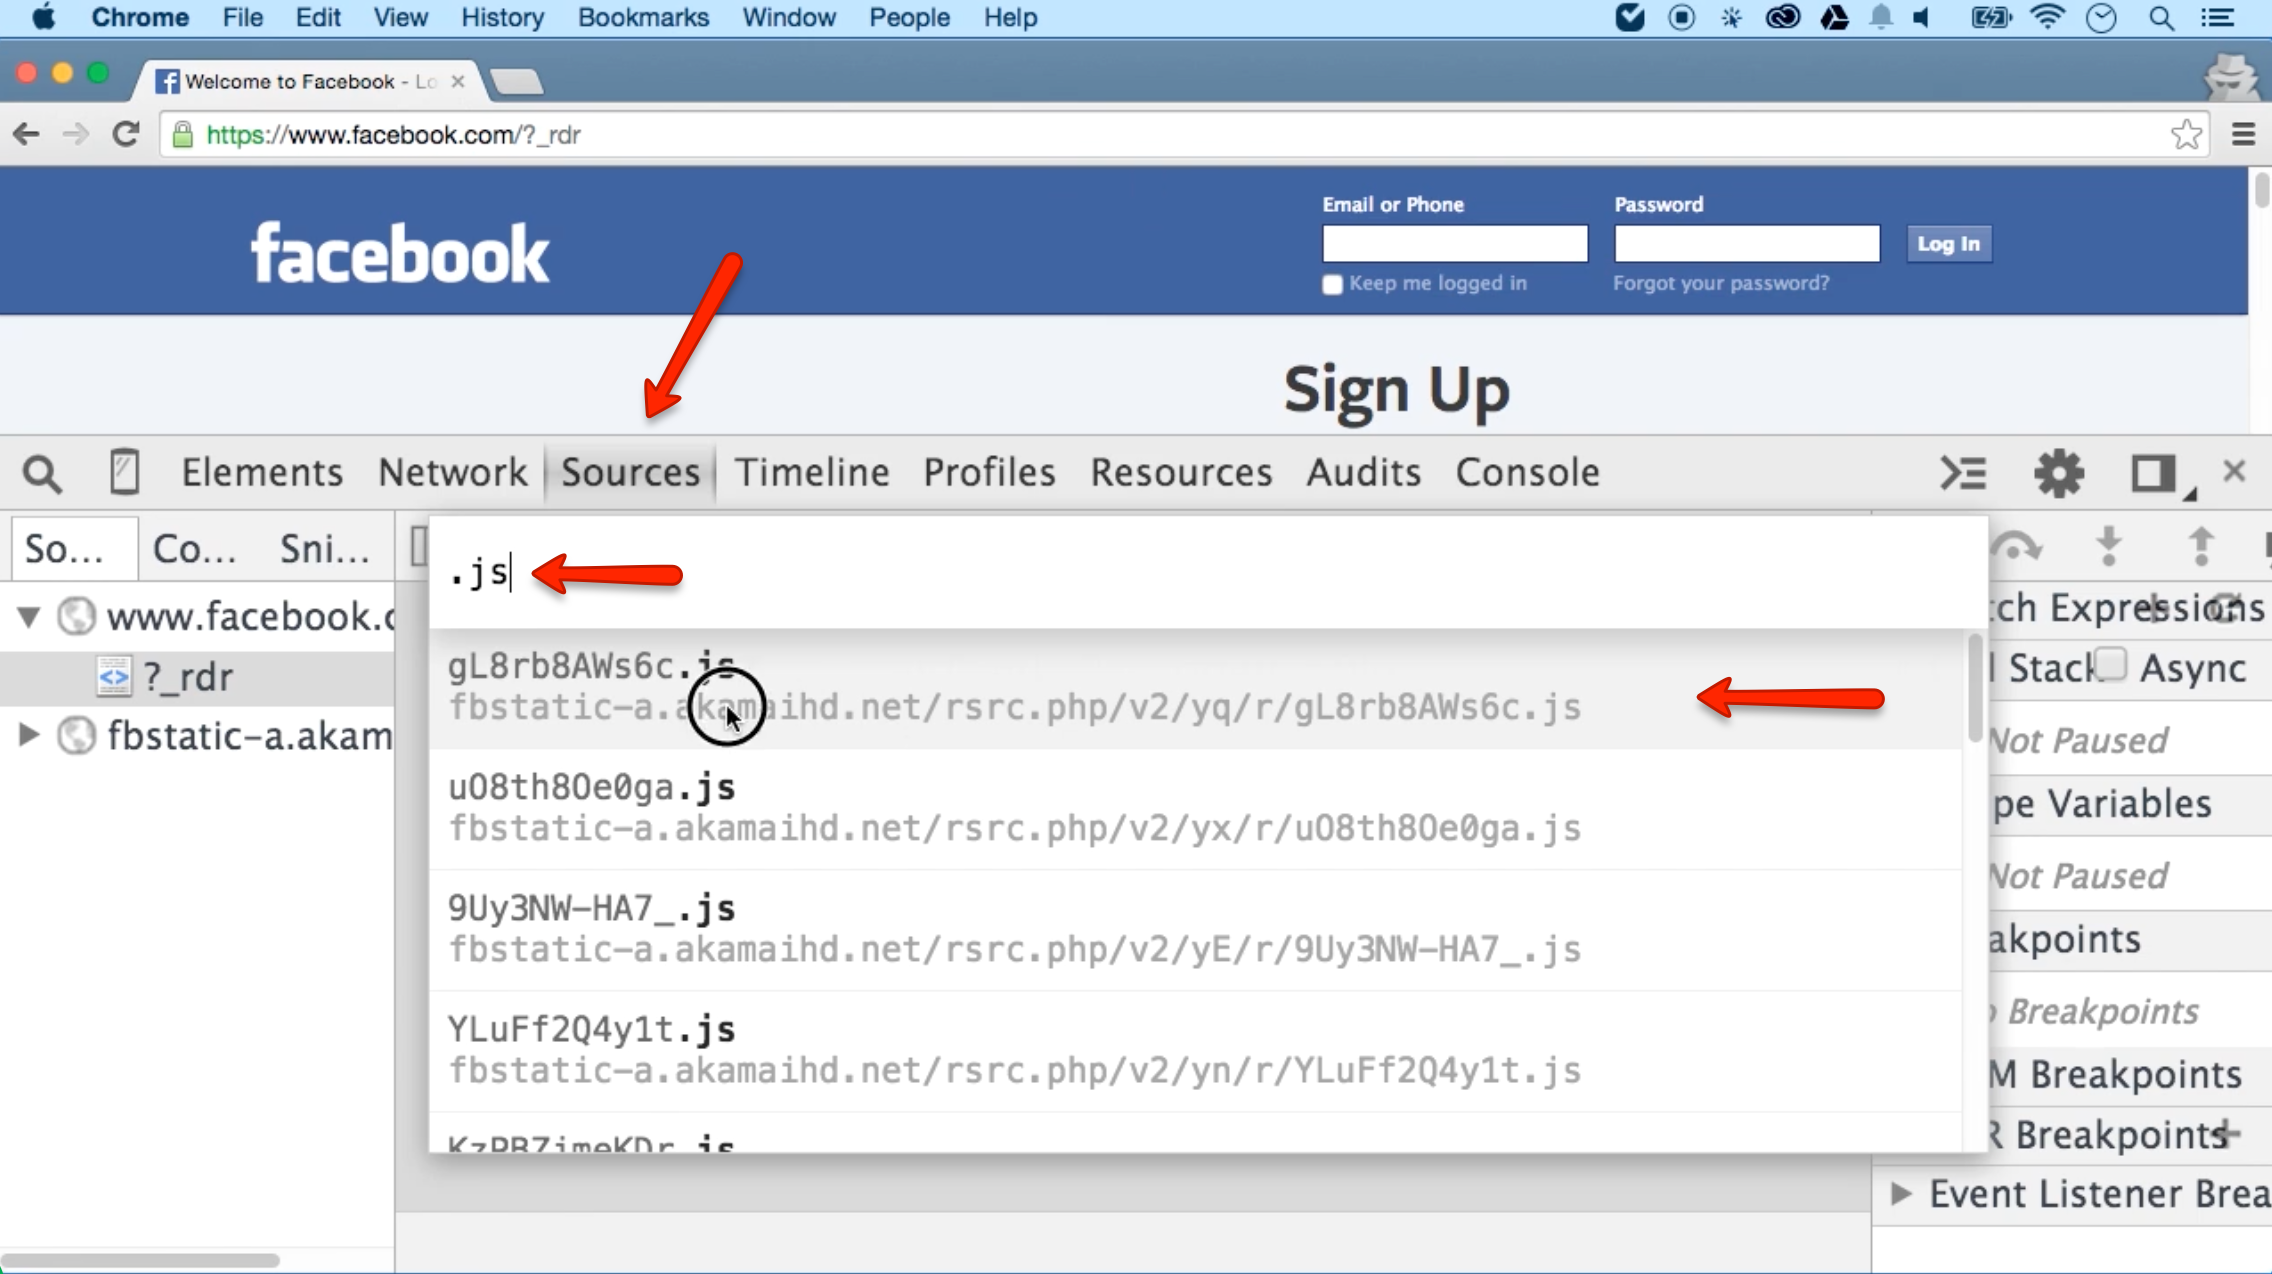 Chrome File Edit View History Bookmarks Window People Help
Welcome to Facebook - Lo
https://www.facebook.com/?_rdr
Email or Phone
Password
facebook
Log In
Keep me logged in
Forgot your password?
Sign Up
Elements Network Sources Timeline Profiles Resources Audits Console
So... Co... Sni...
.js
www.facebook.c
?_rdr
fbstatic-a.akam
gL8rb8AWs6c.js
fbstatic-a.akamaihd.net/rsrc.php/v2/yq/r/gL8rb8AWs6c.js
uO8th8Oe0ga.js
fbstatic-a.akamaihd.net/rsrc.php/v2/yx/r/uO8th8Oe0ga.js
9Uy3NW-HA7_.js
fbstatic-a.akamaihd.net/rsrc.php/v2/yE/r/9Uy3NW-HA7_.js
YLuFf2Q4y1t.js
fbstatic-a.akamaihd.net/rsrc.php/v2/yn/r/YLuFf2Q4y1t.js
tch Expressions
l Stack Async
Not Paused
pe Variables
Not Paused
akpoints
Breakpoints
M Breakpoints
R Breakpoints
Event Listener Brea